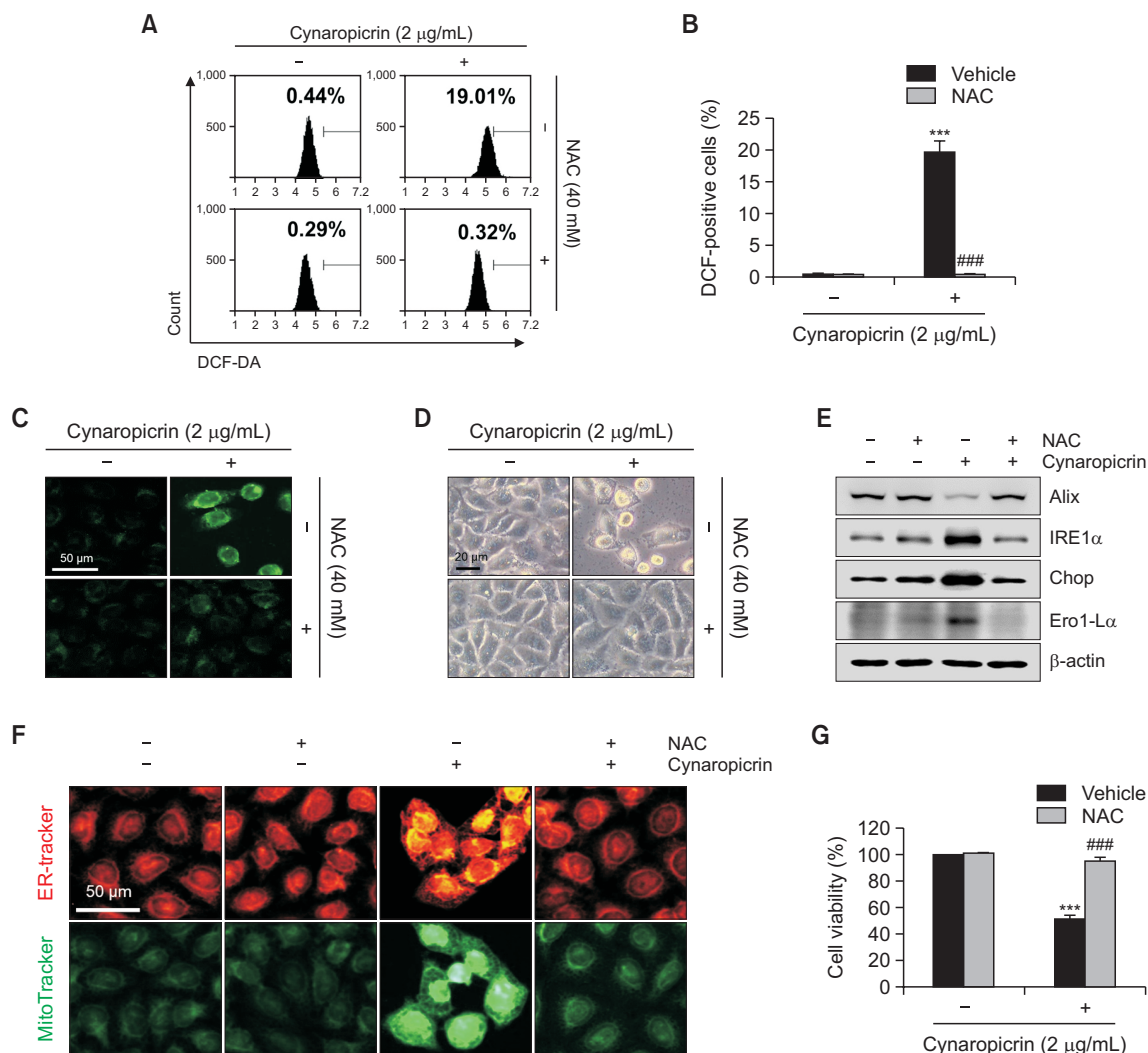 A
Cynaropicrin (2 μg/mL)
– +
1,000 1,000
0.44% 19.01%
500 500
1 2 3 4 5 6 7.2 1 2 3 4 5 6 7.2
–
1,000 1,000
0.29% 0.32%
500 500
1 2 3 4 5 6 7.2 1 2 3 4 5 6 7.2
+
NAC (40 mM)
Count
DCF-DA
B
Vehicle
NAC
DCF-positive cells (%)
25
20
15
10
5
0
***
###
– +
Cynaropicrin (2 μg/mL)
C
Cynaropicrin (2 μg/mL)
– +
50 μm
–
+
NAC (40 mM)
D
Cynaropicrin (2 μg/mL)
– +
20 μm
–
+
NAC (40 mM)
E
– + – + NAC
– – + + Cynaropicrin
Alix
IRE1α
Chop
Ero1-Lα
β-actin
F
– + – + NAC
– – + + Cynaropicrin
ER-tracker
50 μm
MitoTracker
G
Vehicle
NAC
Cell viability (%)
120
100
80
60
40
20
0
***
###
– +
Cynaropicrin (2 μg/mL)